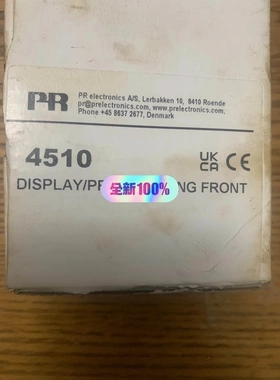 PR
PR electronics A/S, Lerbakken 10, 8410 Roende
pr@prelectronics.com, www.prelectronics.com
Phone +45 8637 2677, Denmark
4510
UK
CA CE
DISPLAY/PR NG FRONT
全新100%